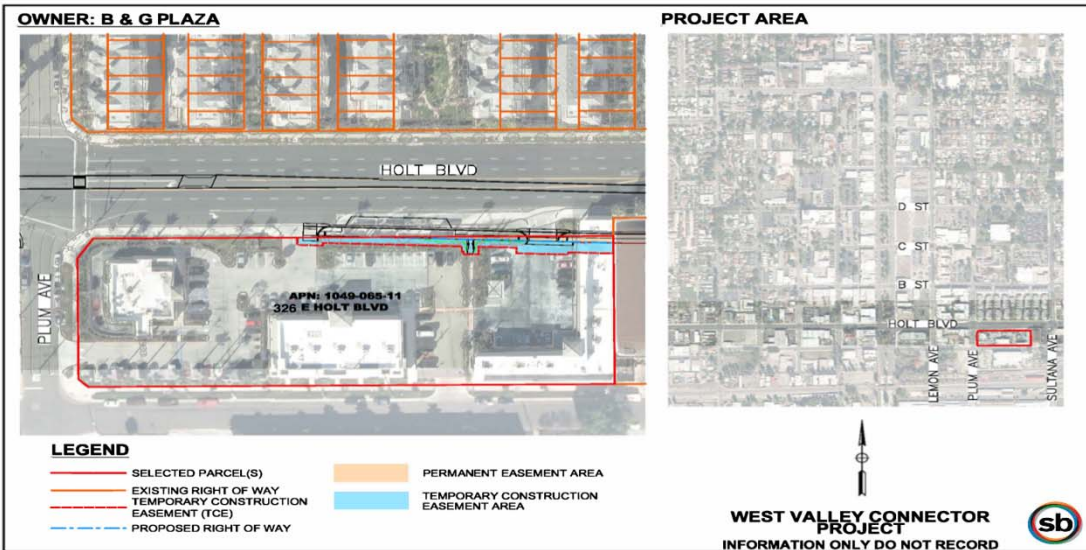 OWNER: B & G PLAZA
HOLT BLVD
PLUM AVE
APN: 1049-065-11
326 E HOLT BLVD
PROJECT AREA
D ST
C ST
B ST
HOLT BLVD
LEMON AVE
PLUM AVE
SULTANA AVE
LEGEND
SELECTED PARCEL(S)
EXISTING RIGHT OF WAY
TEMPORARY CONSTRUCTION
EASEMENT (TCE)
PROPOSED RIGHT OF WAY
PERMANENT EASEMENT AREA
TEMPORARY CONSTRUCTION
EASEMENT AREA
WEST VALLEY CONNECTOR
PROJECT
INFORMATION ONLY DO NOT RECORD
sb